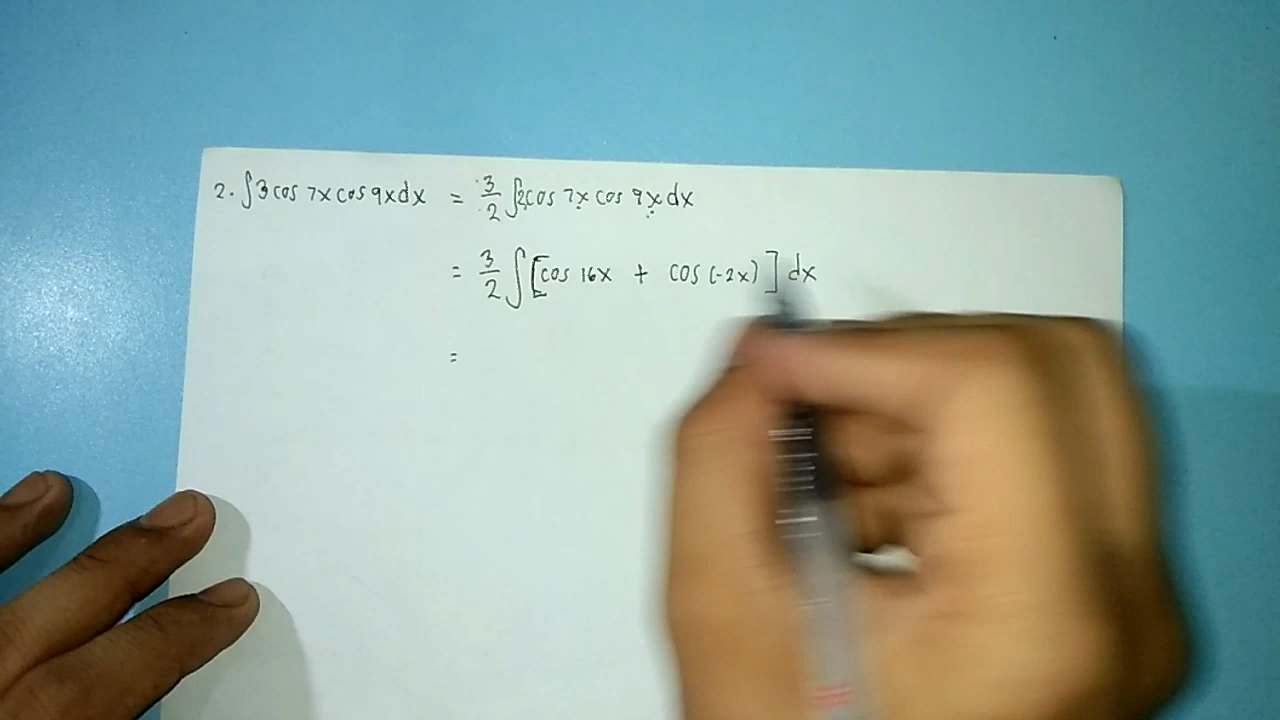 2. ∫3 cos 7x cos 9x dx = 3/2 ∫2cos 7x cos 9x dx
= 3/2 ∫[cos 16x + cos (-2x)] dx
=